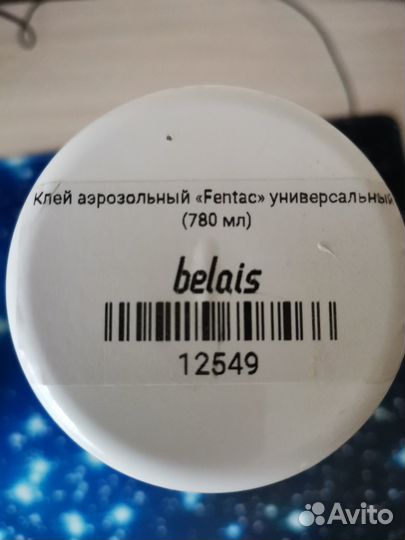 Клей аэрозольный «Fentac» универсальный
(780 мл)
belais
12549
Avito